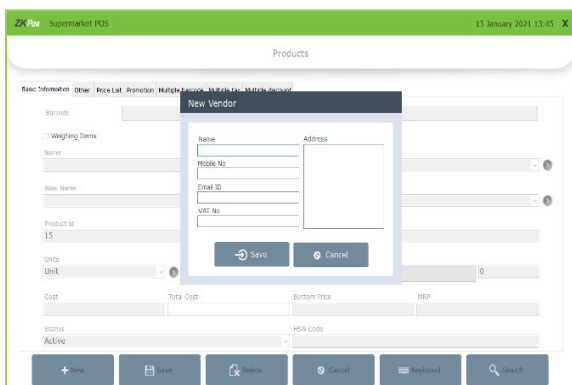 ZKPos Supermarket POS 15 January 2021 13:45 X
Products
Basic Information Other Price List Promotion Multiple barcode Multiple tax Multiple discount
New Vendor
Barcode
Weighing Items
Name Address
Name
Mobile No
Alias Name
Email ID
VAT No
Product Id
15
Save Cancel
Units
Unit 0
Cost Total Cost Bottom Price MRP
Status HSN Code
Active
New Save Delete Cancel Keyboard Search